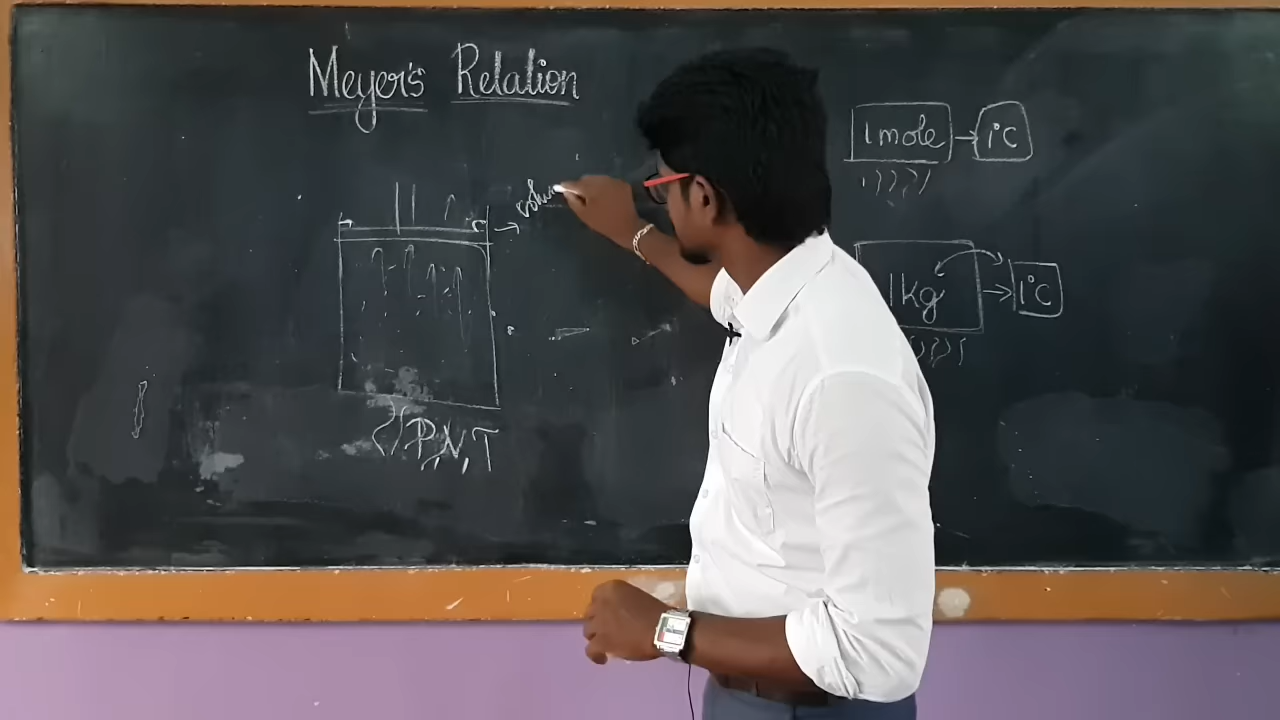 Meyer's Relation
1 mole → 1°C
1kg → 1°C
P, V, T